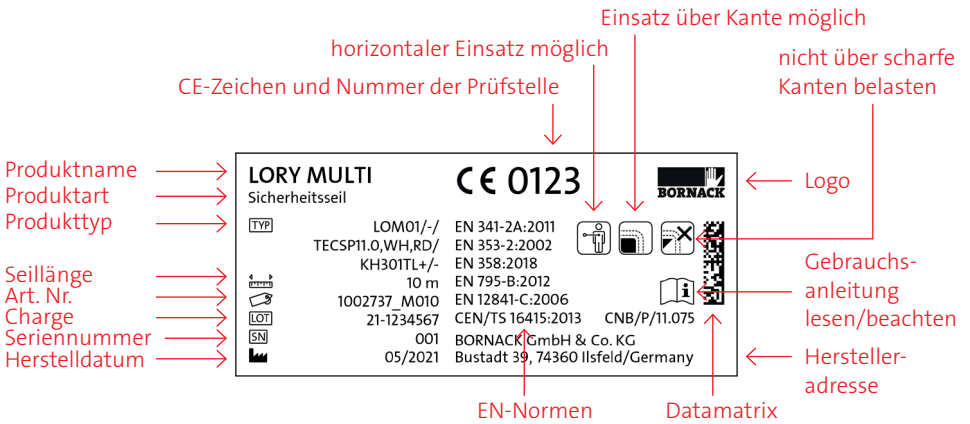 Einsatz über Kante möglich
horizontaler Einsatz möglich
nicht über scharfe
Kanten belasten
CE-Zeichen und Nummer der Prüfstelle
Produktname
Produktart
Produkttyp
Seillänge
Art. Nr.
Charge
Seriennummer
Herstelldatum
LORY MULTI
Sicherheitsseil
CE 0123
BORNACK
TYP
LOM01/-/
TECSP11.0,WH,RD/
KH301TL+/-
10 m
1002737_M010
LOT
21-1234567
SN
001
05/2021
EN 341-2A:2011
EN 353-2:2002
EN 358:2018
EN 795-B:2012
EN 12841-C:2006
CEN/TS 16415:2013 CNB/P/11.075
BORNACK GmbH & Co. KG
Bustadt 39, 74360 Ilsfeld/Germany
i
Logo
Gebrauchs-
anleitung
lesen/beachten
Hersteller-
adresse
EN-Normen
Datamatrix